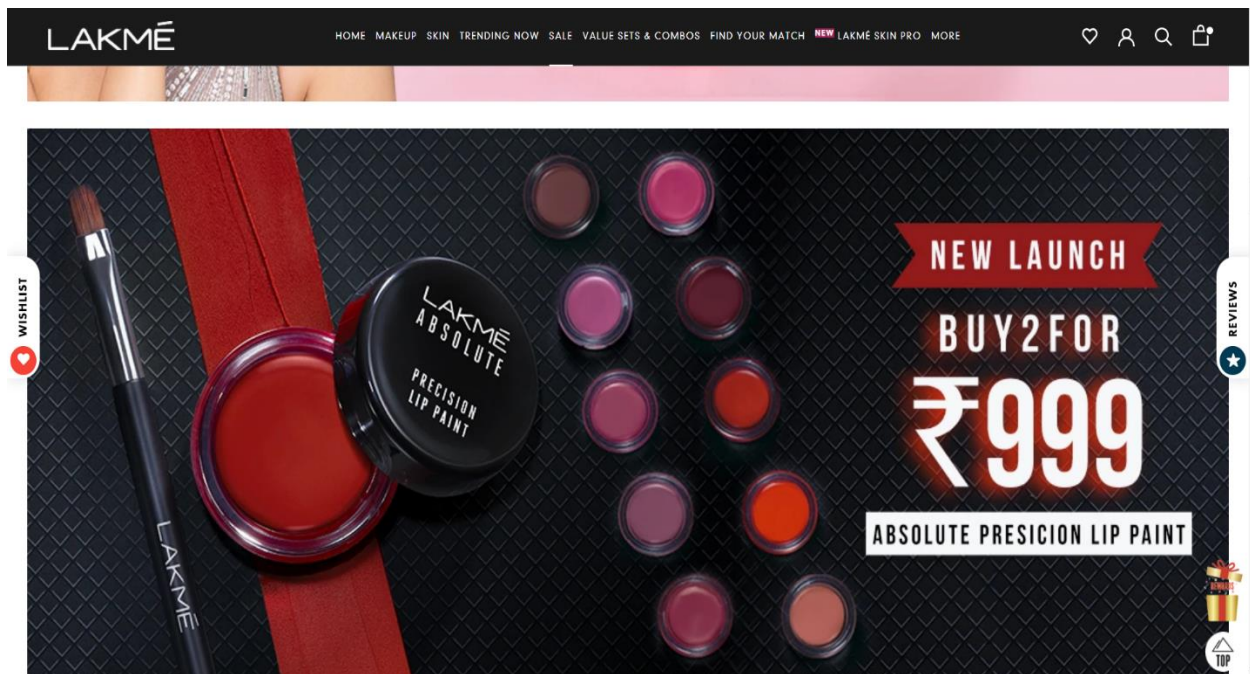 LAKMÉ
HOME MAKEUP SKIN TRENDING NOW SALE VALUE SETS & COMBOS FIND YOUR MATCH NEW LAKMÉ SKIN PRO MORE
WISHLIST
LAKMÉ
ABSOLUTE
PRECISION
LIP PAINT
LAKMÉ
NEW LAUNCH
BUY2FOR
₹999
ABSOLUTE PRESICION LIP PAINT
REVIEWS
REWARDS
TOP